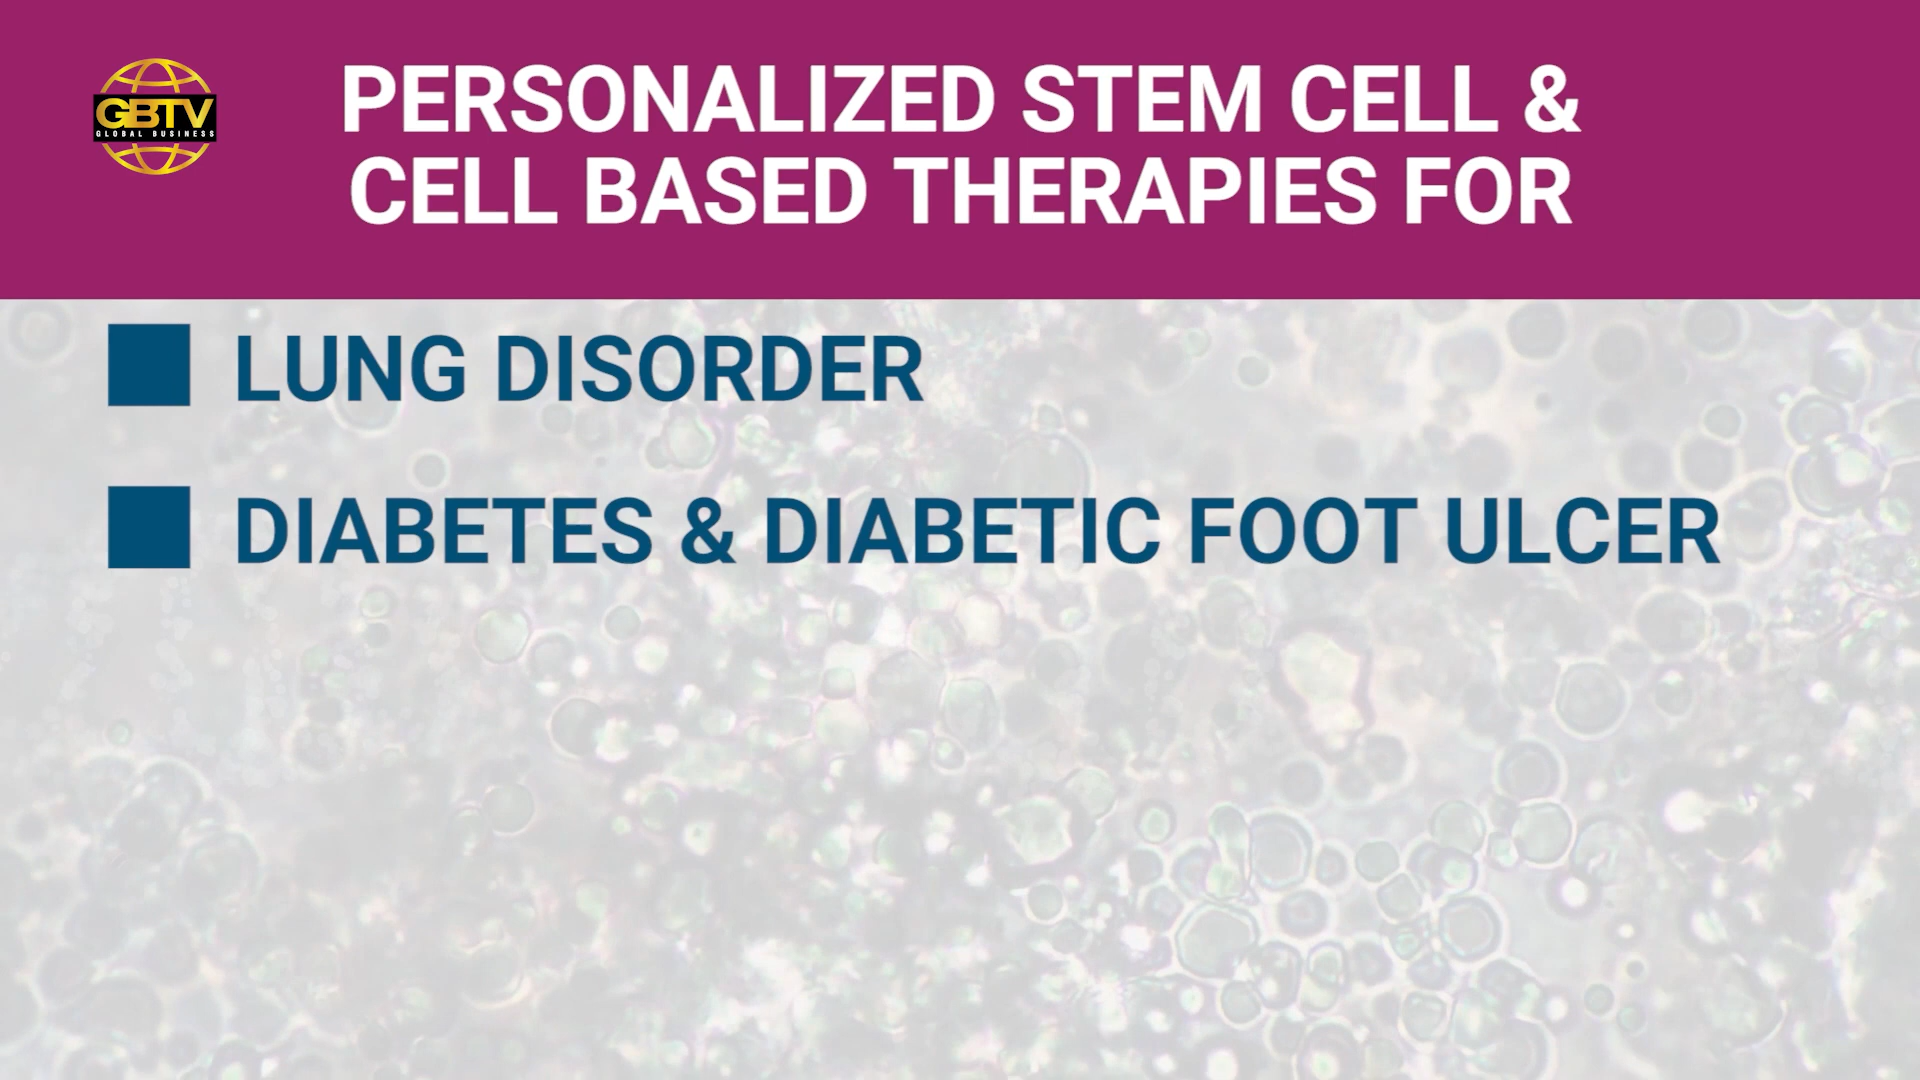 GBTV
GLOBAL BUSINESS
PERSONALIZED STEM CELL &
CELL BASED THERAPIES FOR
LUNG DISORDER
DIABETES & DIABETIC FOOT ULCER